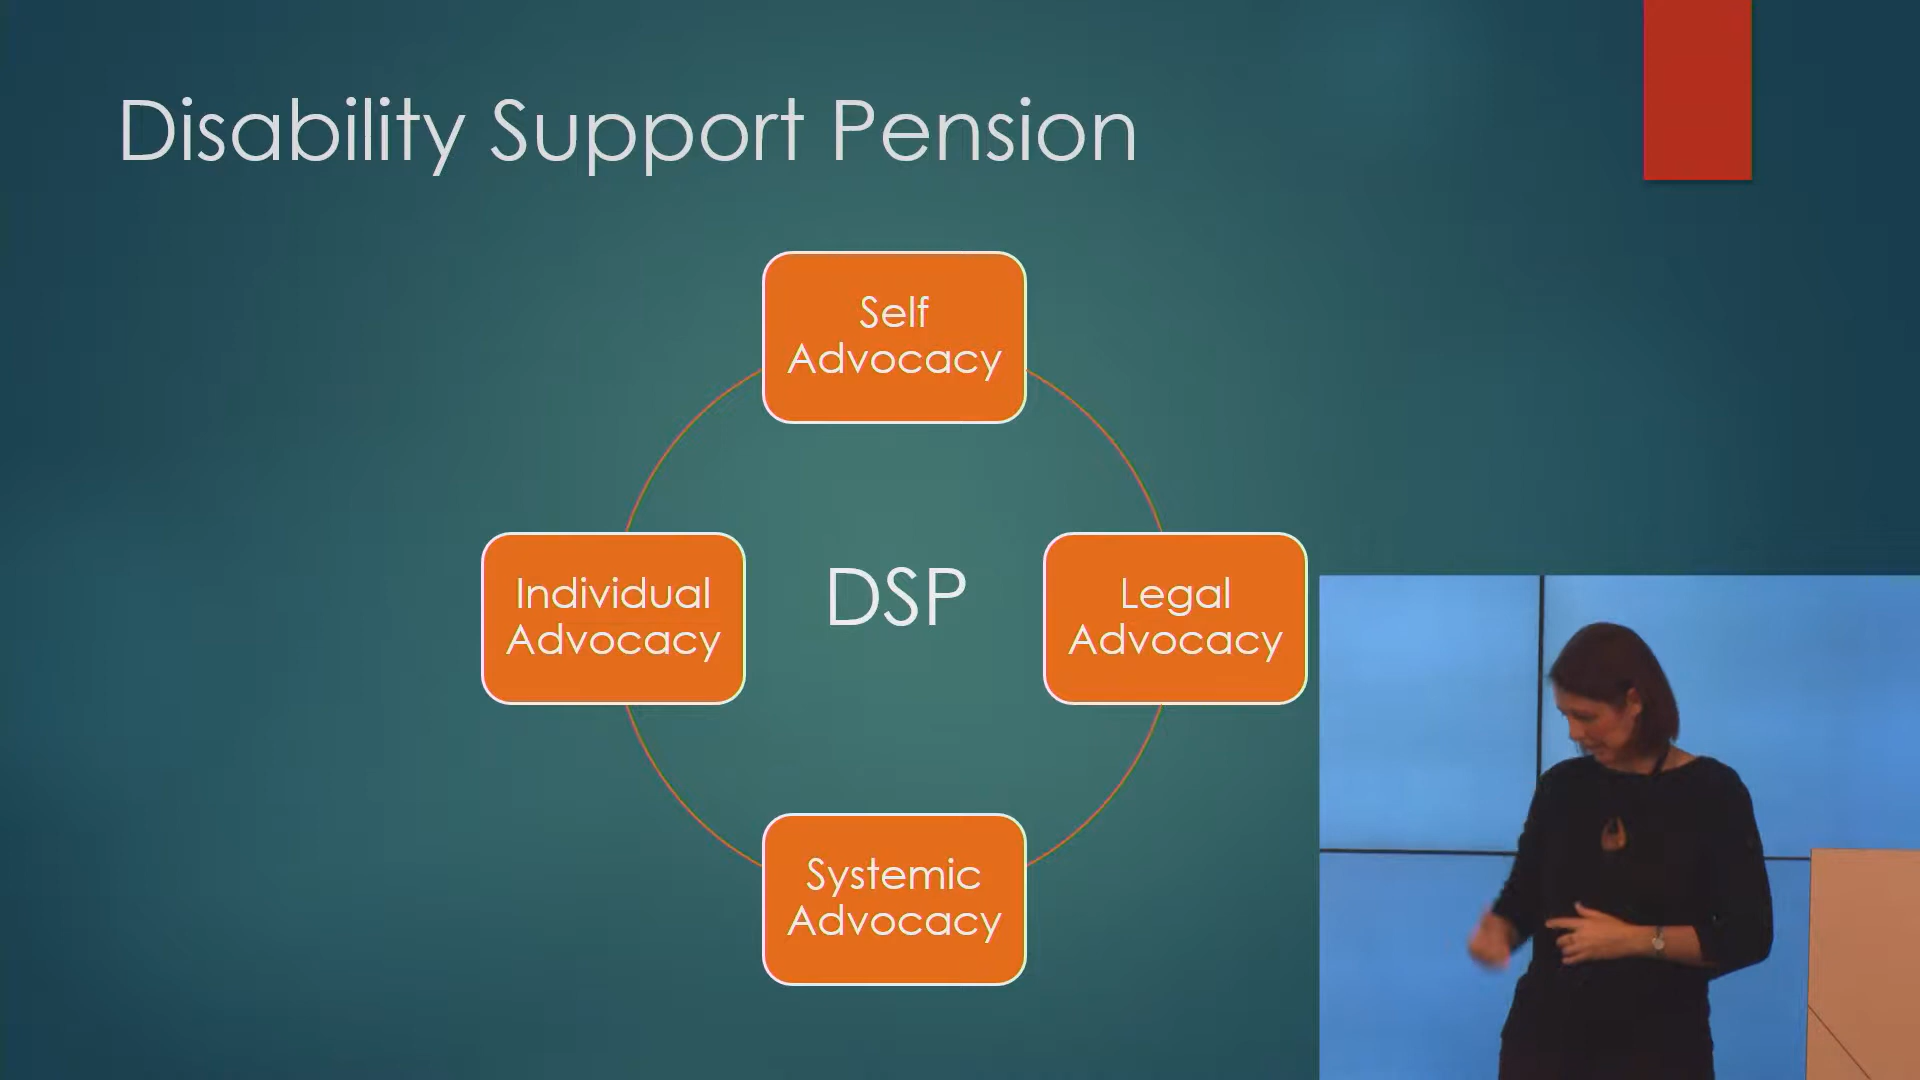 Disability Support Pension
Self
Advocacy
Individual
Advocacy
DSP
Legal
Advocacy
Systemic
Advocacy